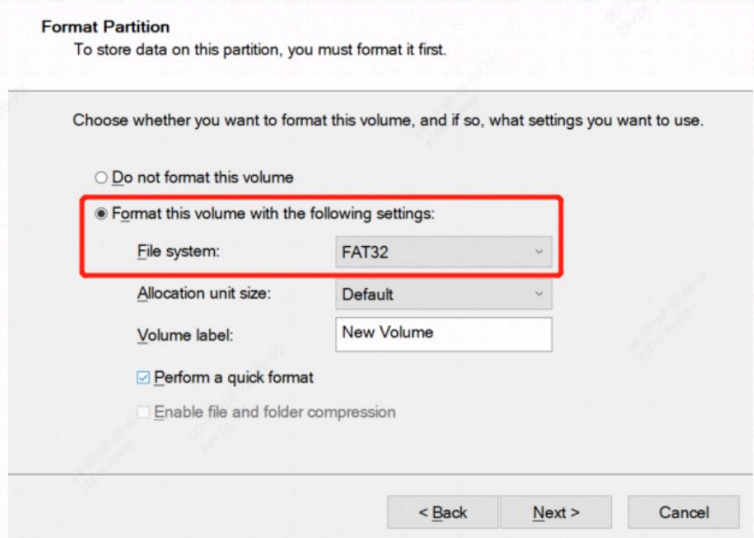 Format Partition
To store data on this partition, you must format it first.
Choose whether you want to format this volume, and if so, what settings you want to use.
Do not format this volume
Format this volume with the following settings:
File system: FAT32
Allocation unit size: Default
Volume label: New Volume
Perform a quick format
Enable file and folder compression
< Back Next > Cancel